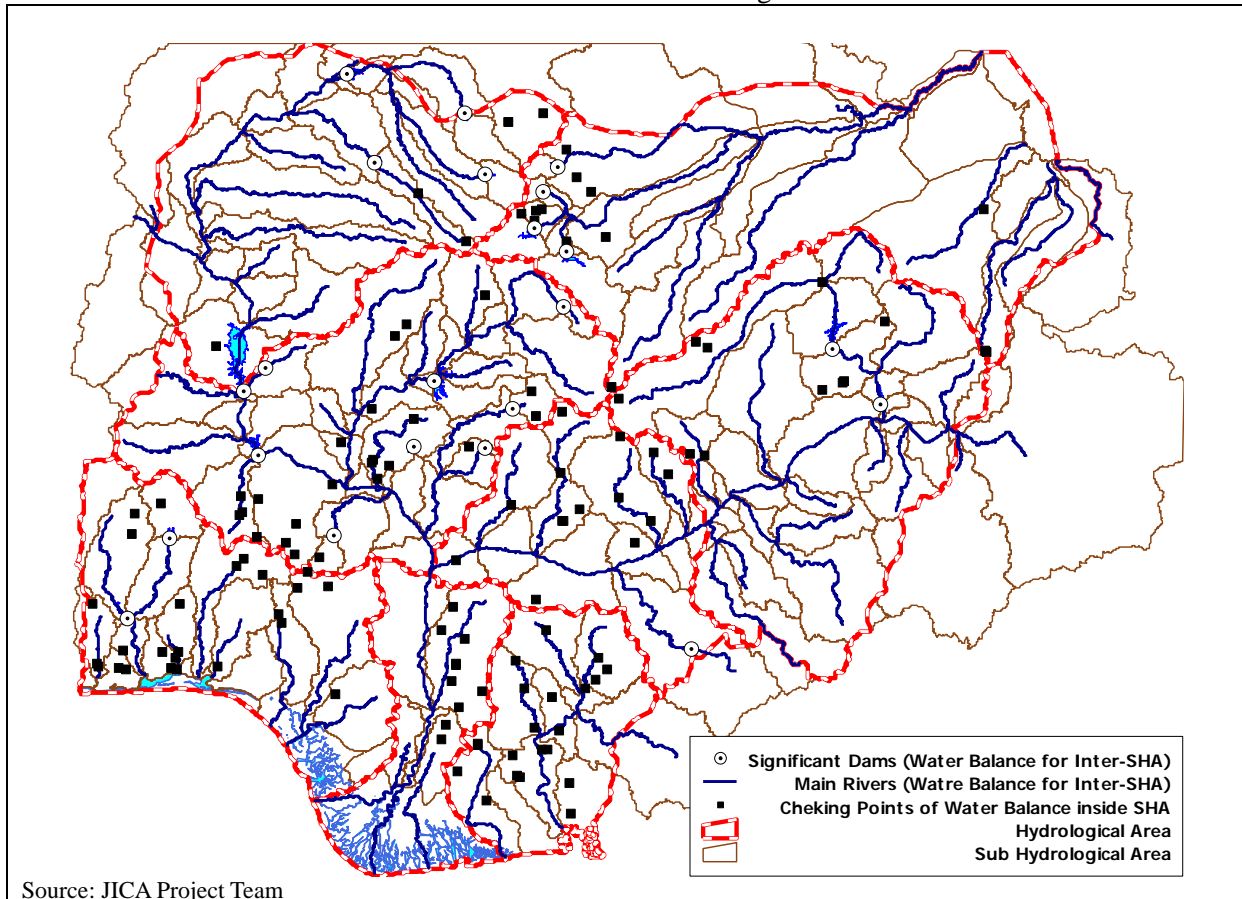 Significant Dams (Water Balance for Inter-SHA)
Main Rivers (Watre Balance for Inter-SHA)
Cheking Points of Water Balance inside SHA
Hydrological Area
Sub Hydrological Area
Source: JICA Project Team